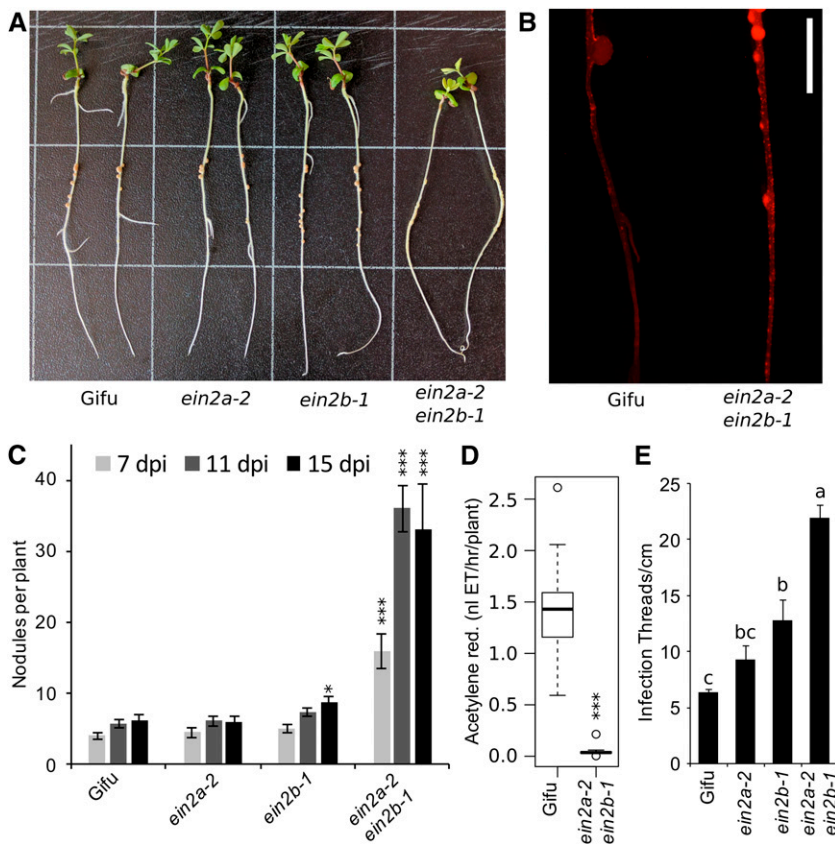 A
B
Gifu
ein2a-2
ein2b-1
ein2a-2
ein2b-1
Gifu
ein2a-2
ein2b-1
C
7 dpi
11 dpi
15 dpi
Nodules per plant
40
30
20
10
0
***
***
***
*
Gifu
ein2a-2
ein2b-1
ein2a-2
ein2b-1
D
Acetylene red. (nl ET/hr/plant)
2.5
2.0
1.5
1.0
0.5
0.0
***
Gifu
ein2a-2
ein2b-1
E
Infection Threads/cm
25
20
15
10
5
0
c
bc
b
a
Gifu
ein2a-2
ein2b-1
ein2a-2
ein2b-1